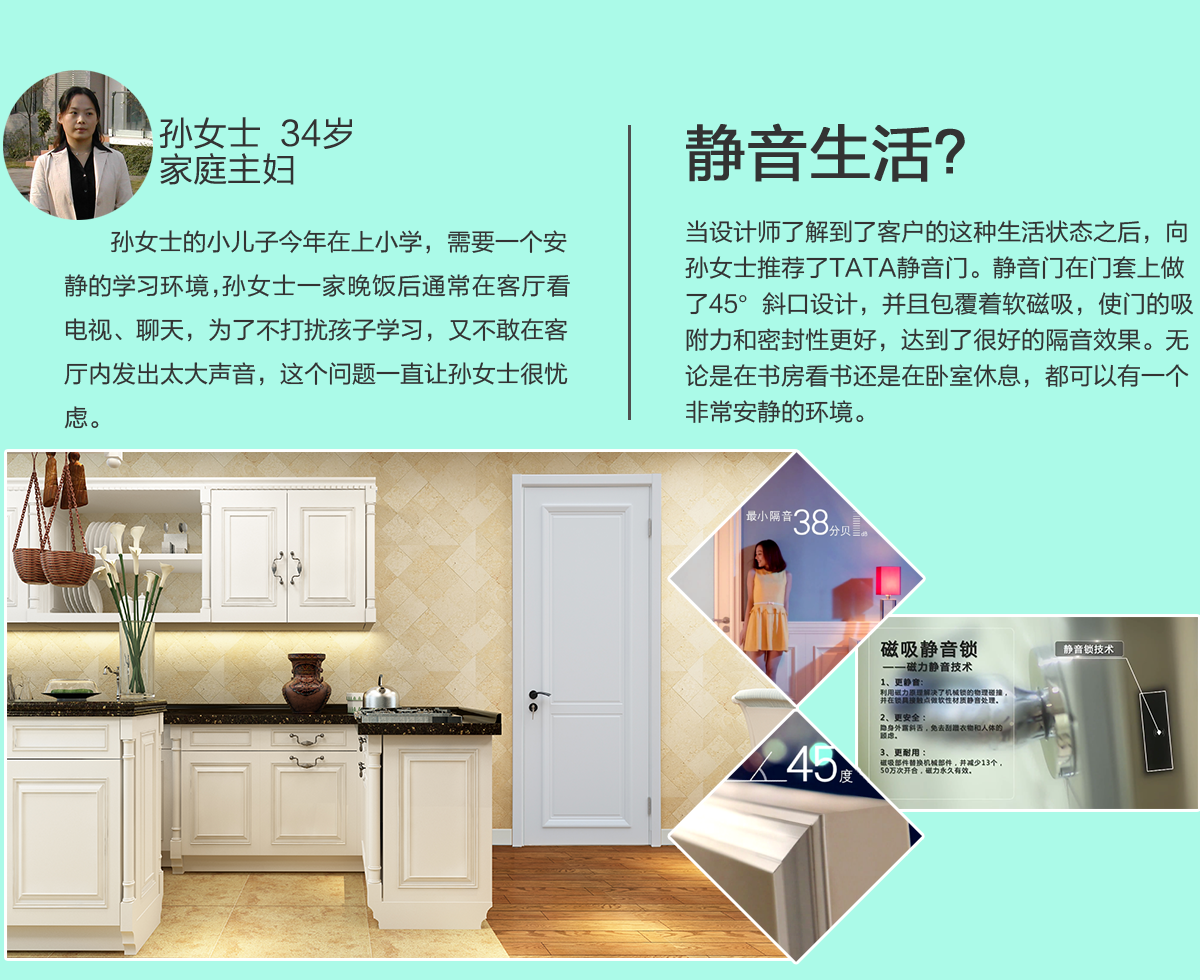 孙女士 34岁
家庭主妇
孙女士的小儿子今年在上小学，需要一个安
静的学习环境,孙女士一家晚饭后通常在客厅看
电视、聊天，为了不打扰孩子学习，又不敢在客
厅内发出太大声音，这个问题一直让孙女士很忧
虑。
静音生活?
当设计师了解到了客户的这种生活状态之后，向
孙女士推荐了TATA静音门。静音门在门套上做
了45° 斜口设计，并且包覆着软磁吸，使门的吸
附力和密封性更好，达到了很好的隔音效果。无
论是在书房看书还是在卧室休息，都可以有一个
非常安静的环境。
最小隔音38分贝
磁吸静音锁
——磁力静音技术
1、更静音：
利用磁力原理解决了机械锁的物理碰撞，
并在锁具接触点做软性材质静音处理。
2、更安全：
隐身外露斜舌，免去刮磨衣物和人体的
顾虑。
3、更耐用：
磁吸部件替换机械部件，并减少13个，
50万次开合，磁力永久有效。
静音锁技术
45度